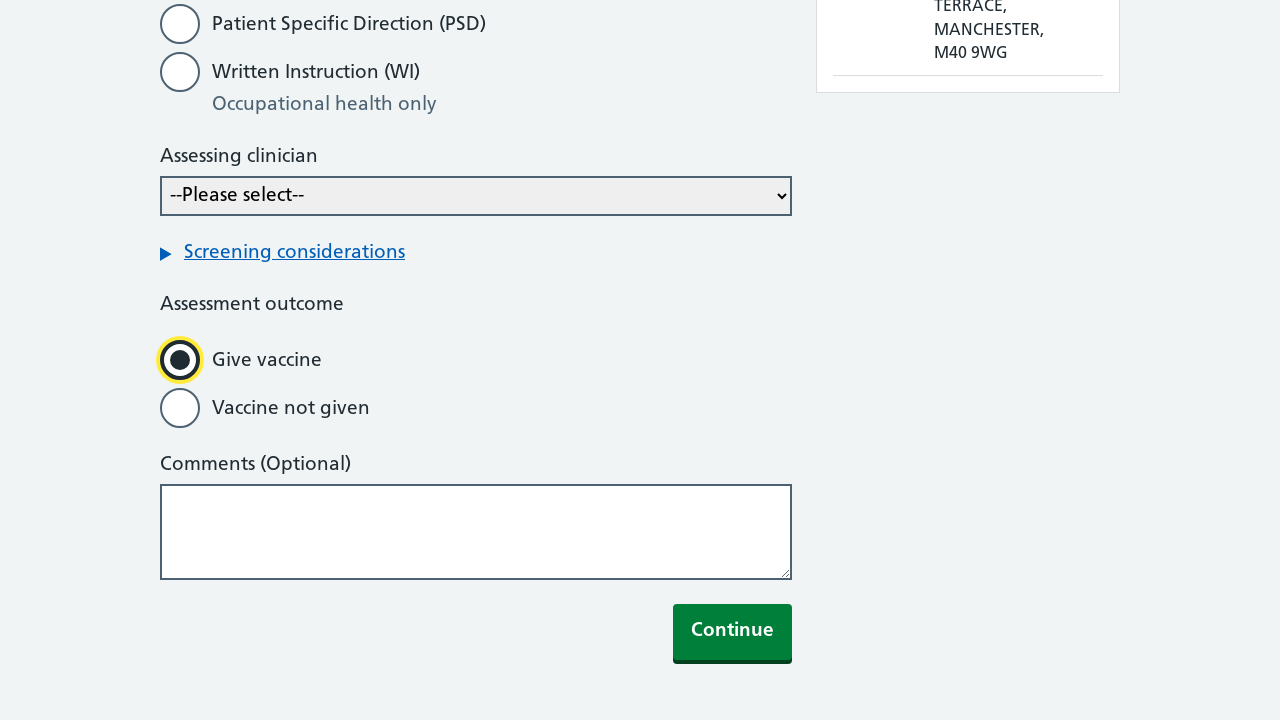 Patient Specific Direction (PSD)
Written Instruction (WI)
Occupational health only
Assessing clinician
--Please select--
Screening considerations
Assessment outcome
Give vaccine
Vaccine not given
Comments (Optional)
Continue
TERRACE,
MANCHESTER,
M40 9WG